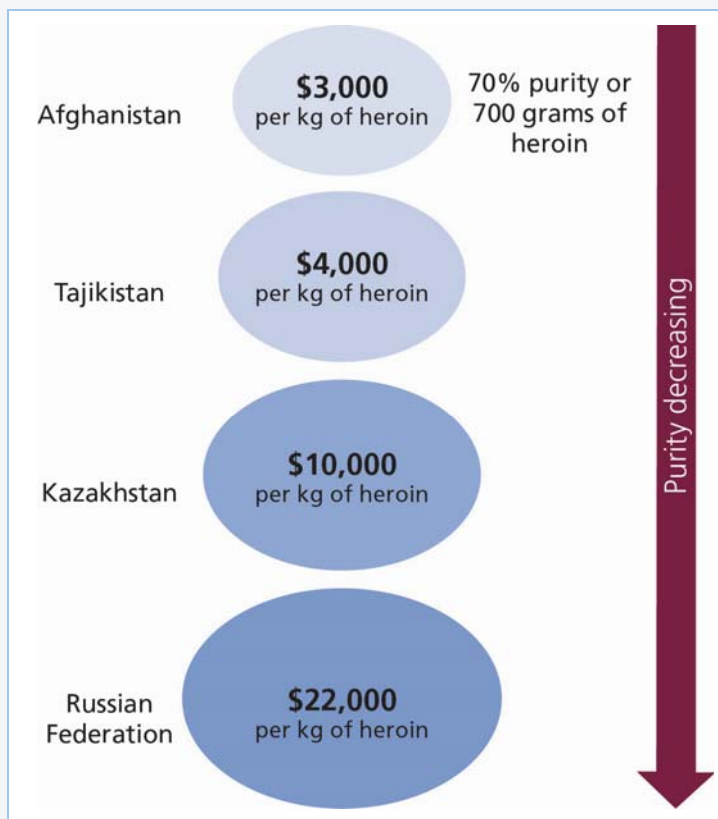 Afghanistan
$3,000
per kg of heroin
70% purity or
700 grams of
heroin
Tajikistan
$4,000
per kg of heroin
Kazakhstan
$10,000
per kg of heroin
Russian
Federation
$22,000
per kg of heroin
Purity decreasing